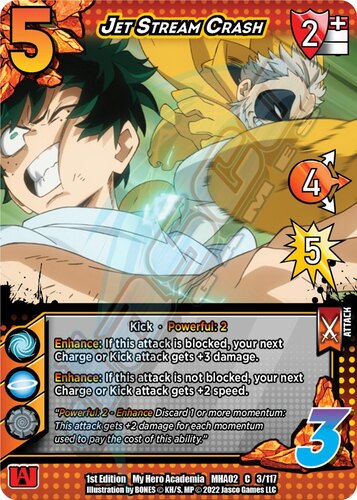 5
JET STREAM CRASH
2
+
4
5
ATTACK
Kick · Powerful: 2
Enhance: If this attack is blocked, your next
Charge or Kick attack gets +3 damage.
Enhance: If this attack is not blocked, your next
Charge or Kick attack gets +2 speed.
"Powerful: 2 - Enhance Discard 1 or more momentum:
This attack gets +2 damage for each momentum
used to pay the cost of this ability."
3
1st Edition My Hero Academia MHA02 C 3/117
Illustration by BONES © KH/S. MP © 2022 Jasco Games LLC